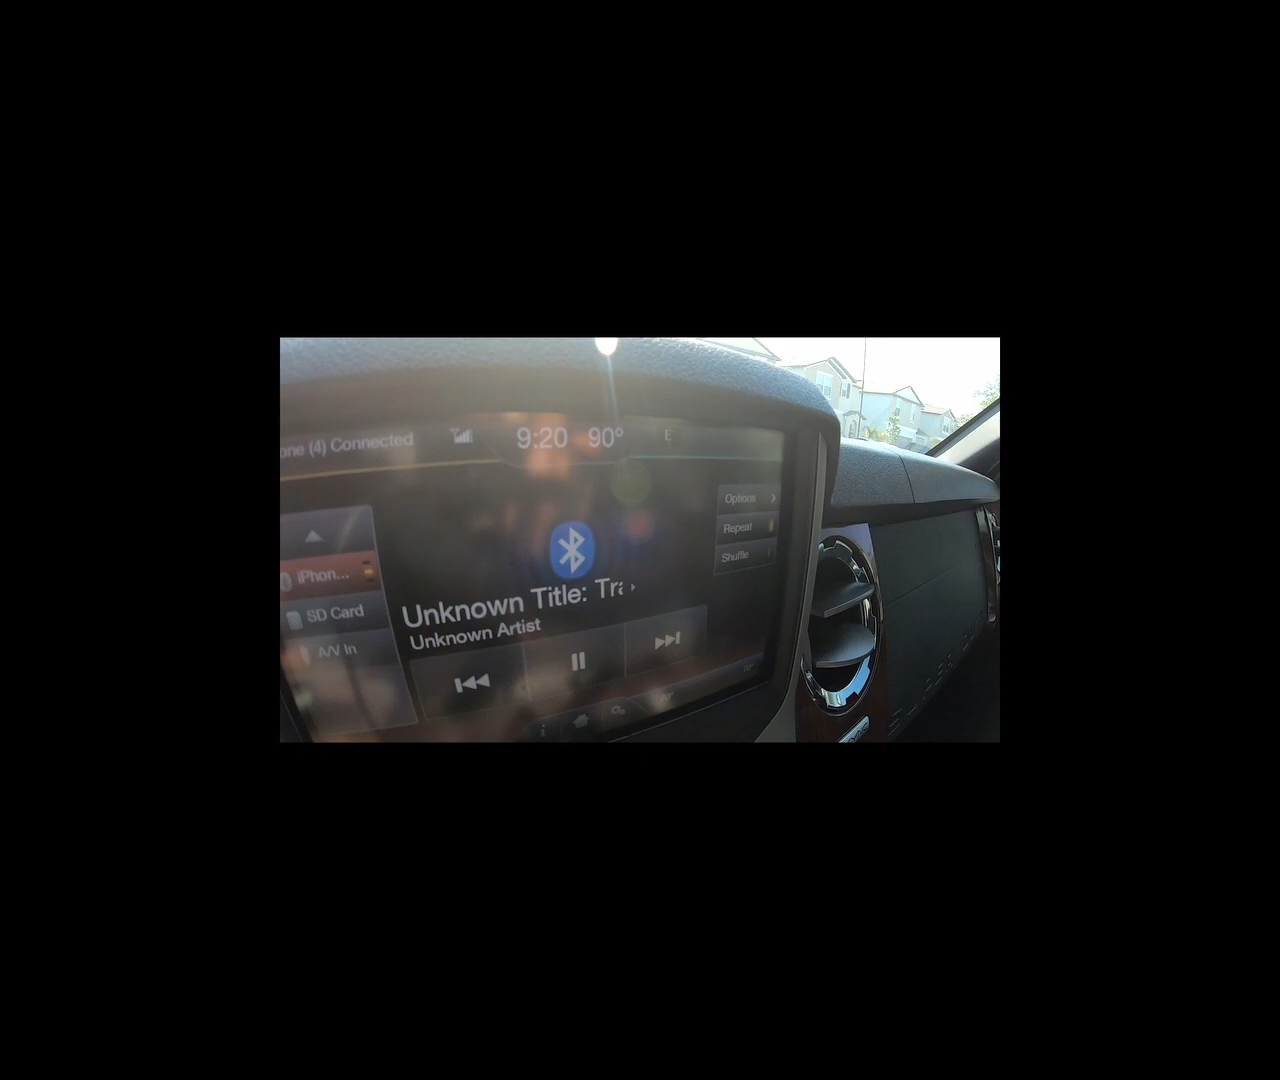 one (4) Connected
9:20 90° E
Options
Repeat
Shuffle
iPhon...
SD Card
A/V In
Unknown Title: Tra
Unknown Artist